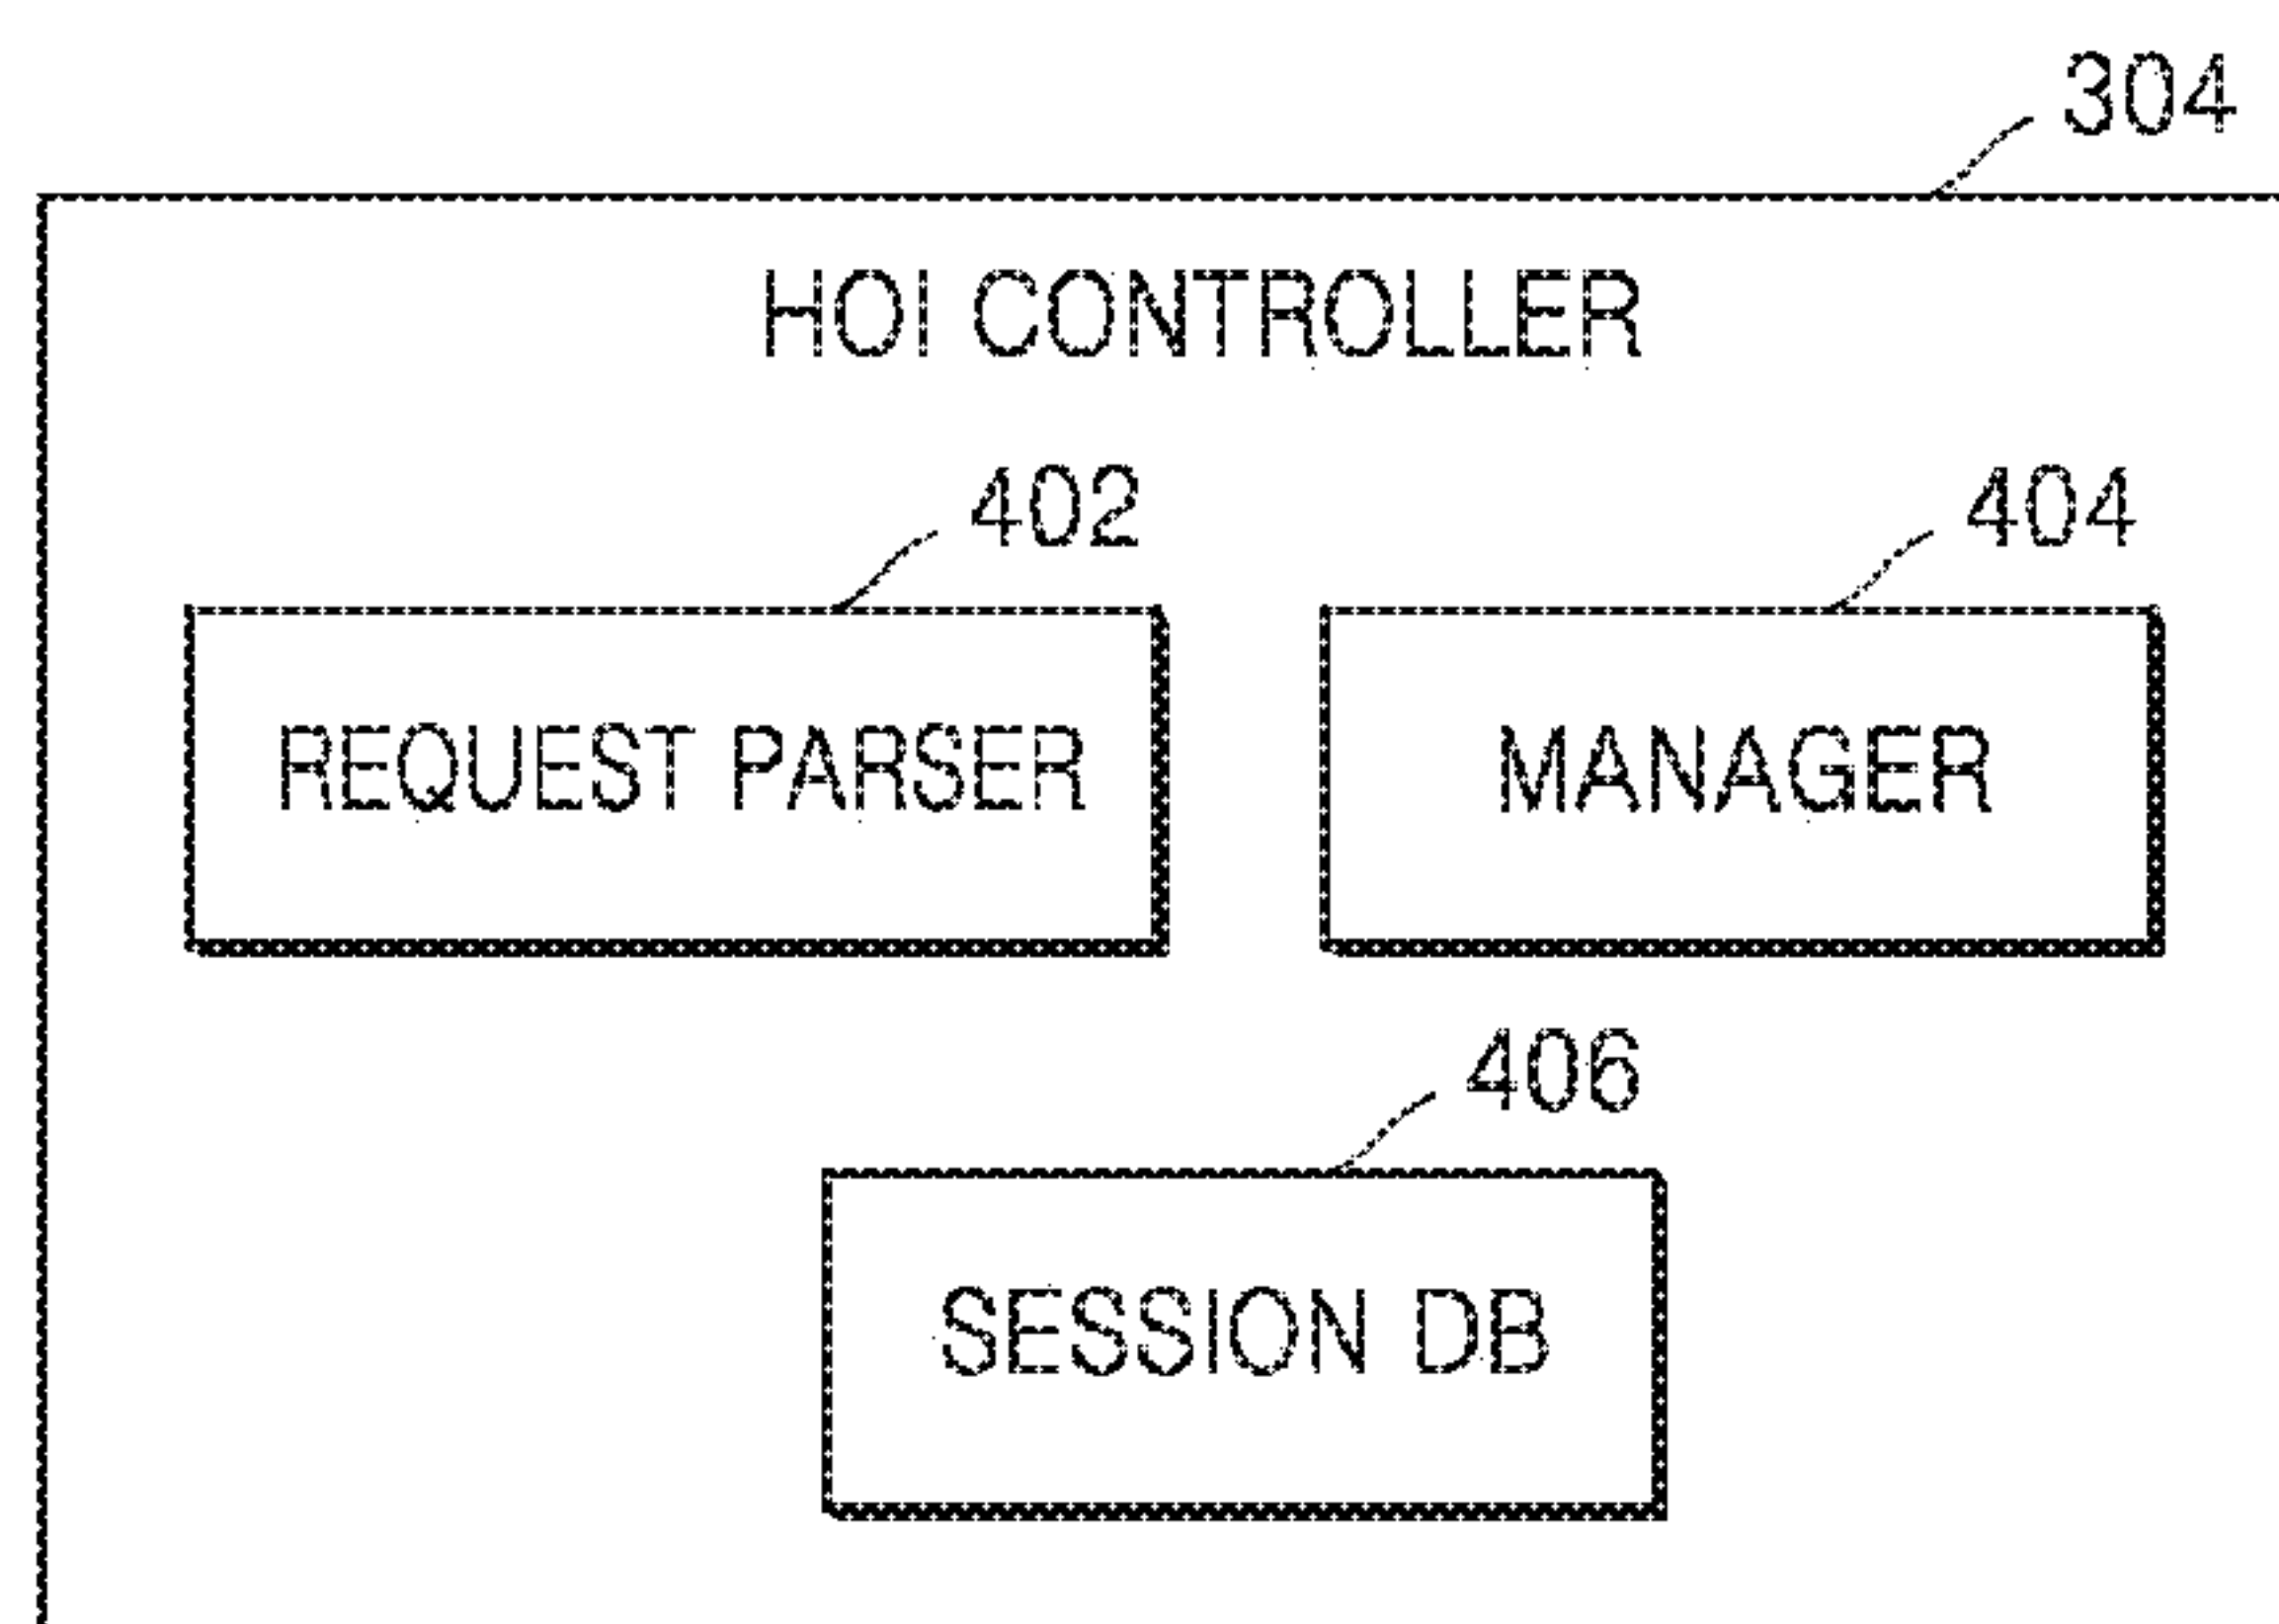 304
HOI CONTROLLER
402
404
REQUEST PARSER
MANAGER
406
SESSION DB